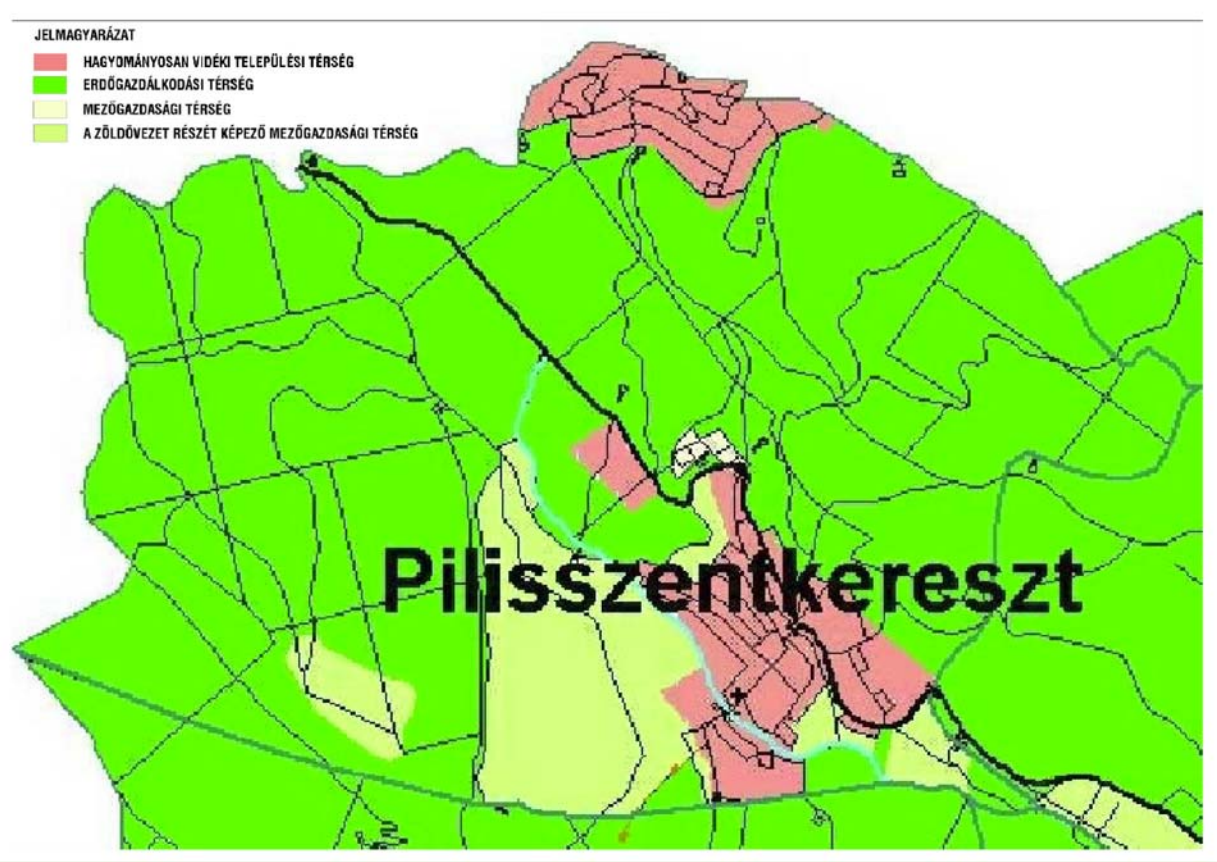 JELMAGYARÁZAT
HAGYOMÁNYOSAN VIDÉKI TELEPÜLÉSI TÉRSÉG
ERDŐGAZDÁLKODÁSI TÉRSÉG
MEZŐGAZDASÁGI TÉRSÉG
A ZÖLDÖVEZET RÉSZÉT KÉPEZŐ MEZŐGAZDASÁGI TÉRSÉG
Pilisszentkereszt